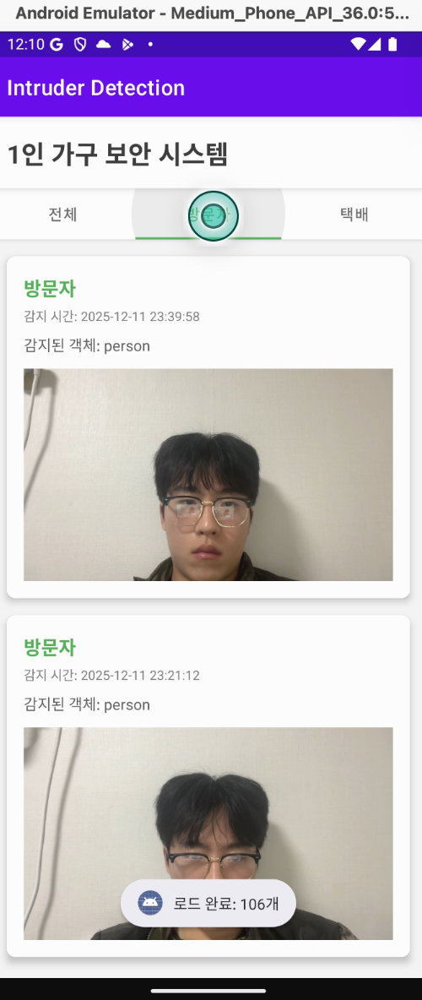 Android Emulator - Medium_Phone_API_36.0:5...
12:10
Intruder Detection
1인 가구 보안 시스템
전체 방문자 택배
방문자
감지 시간: 2025-12-11 23:39:58
감지된 객체: person
방문자
감지 시간: 2025-12-11 23:21:12
감지된 객체: person
로드 완료: 106개